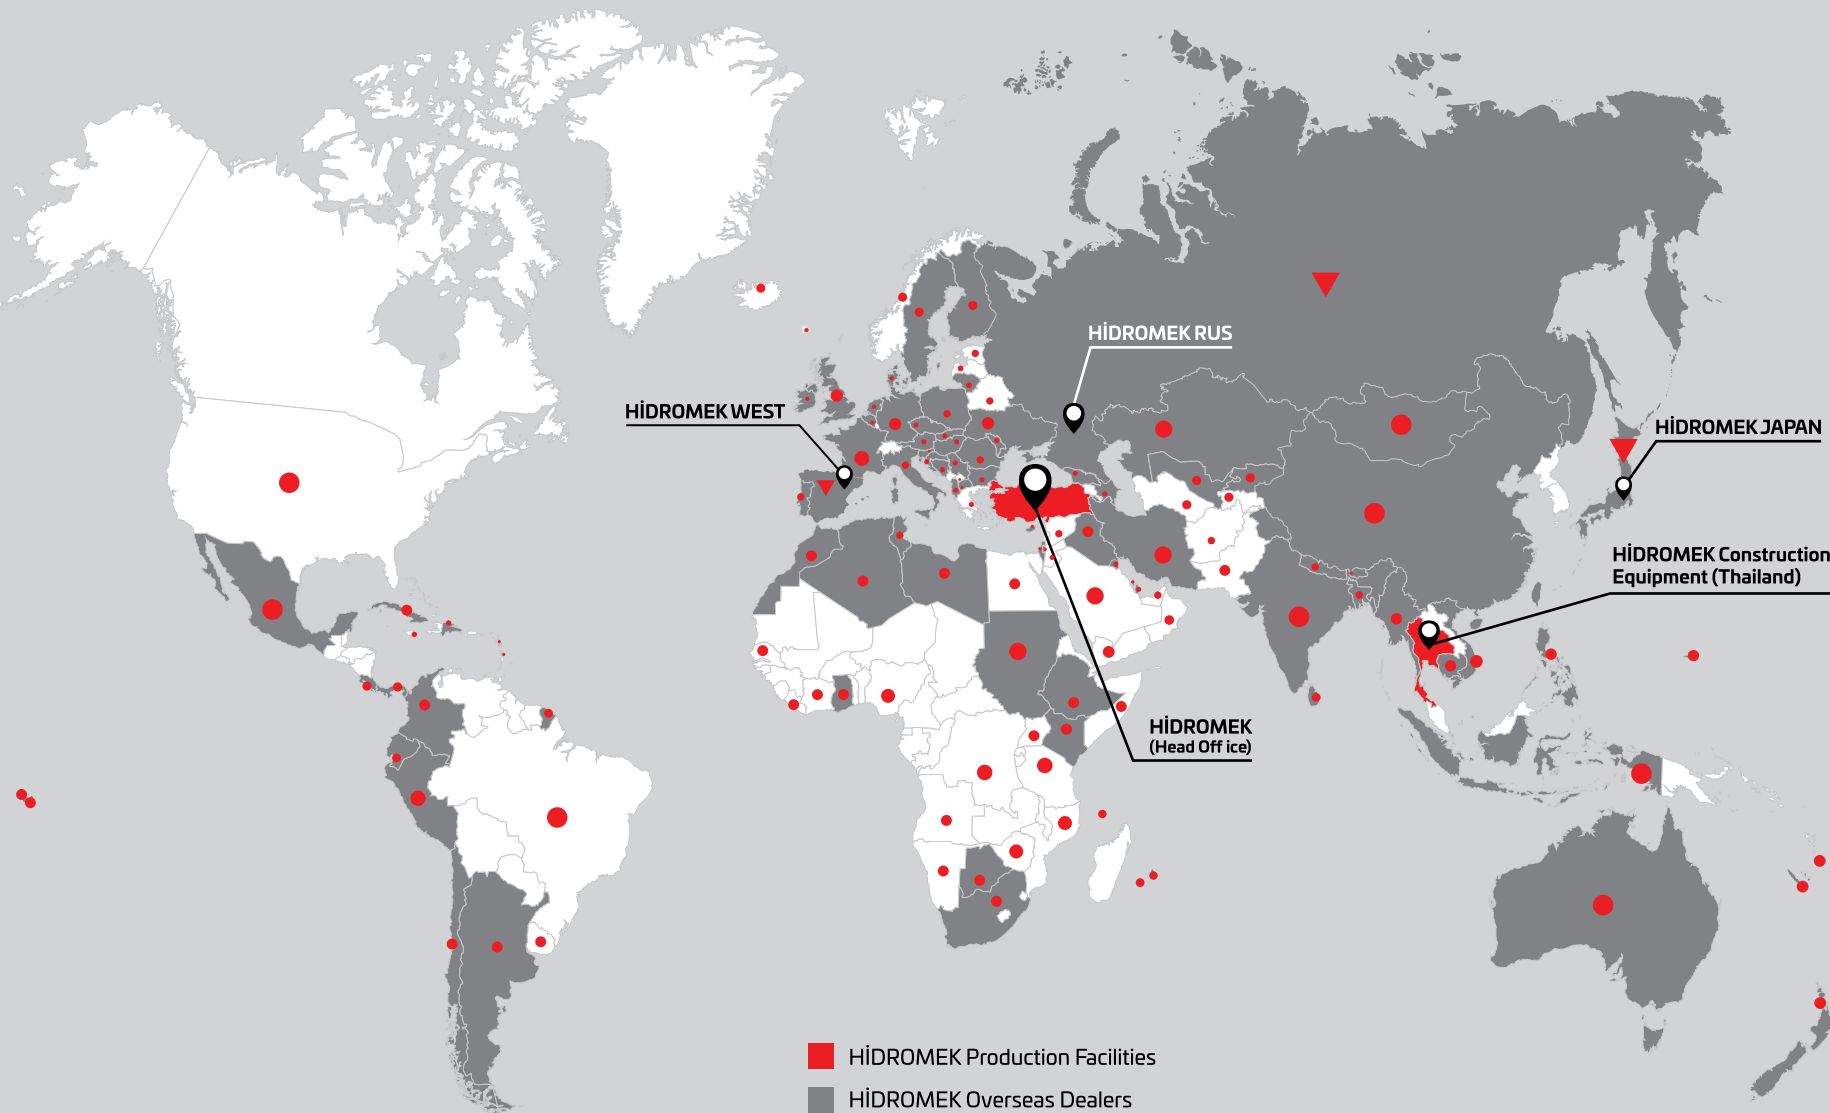 HİDROMEK RUS
HİDROMEK WEST
HİDROMEK JAPAN
HİDROMEK Construction
Equipment (Thailand)
HİDROMEK
(Head Off ice)
HİDROMEK Production Facilities
HİDROMEK Overseas Dealers